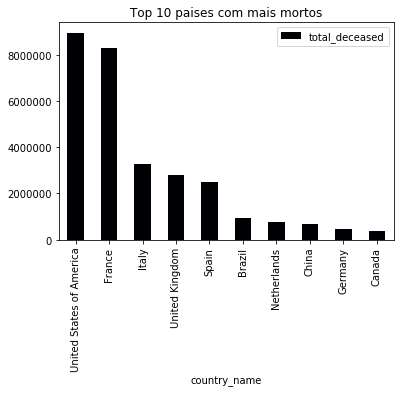 Top 10 paises com mais mortos
total_deceased
8000000
6000000
4000000
2000000
0
United States of America
France
Italy
United Kingdom
Spain
Brazil
Netherlands
China
Germany
Canada
country_name